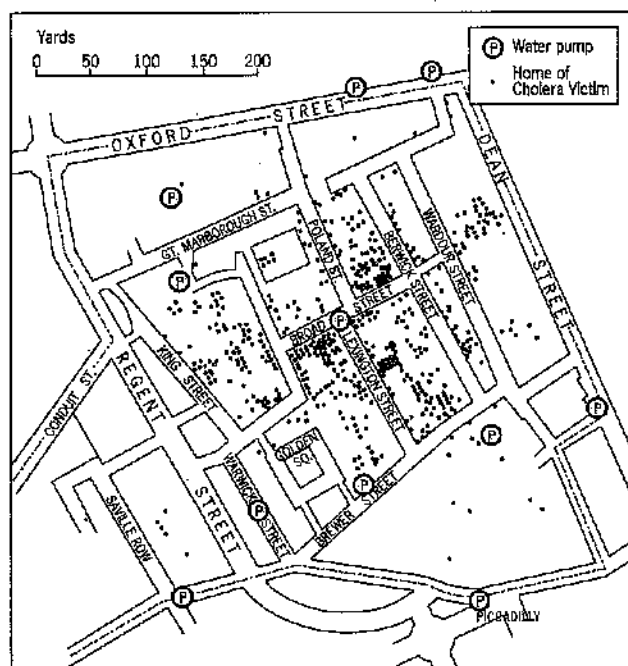 Yards
0 50 100 150 200
P Water pump
Home of
Cholera Victim
P
P
OXFORD STREET
DEAN STREET
P
GT. MARBOROUGH ST.
POLAND ST.
BERWICK STREET
WARDOUR STREET
P
BROAD STREET
P
KING STREET
LEXINGTON STREET
CONDUIT ST.
REGENT STREET
P
GOLDEN SQ.
P
P
WARWICK STREET
P
BREWER STREET
SAVILLE ROW
P
P
PICSADILLY